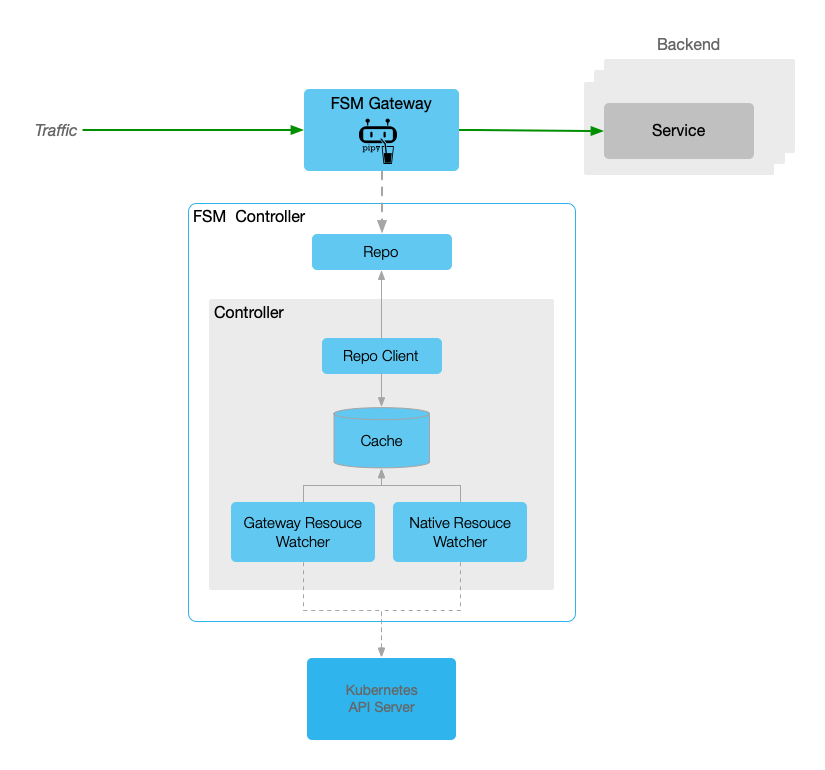 Backend
FSM Gateway
pipy
Traffic
Service
FSM Controller
Repo
Controller
Repo Client
Cache
Gateway Resouce
Watcher
Native Resouce
Watcher
Kubernetes
API Server